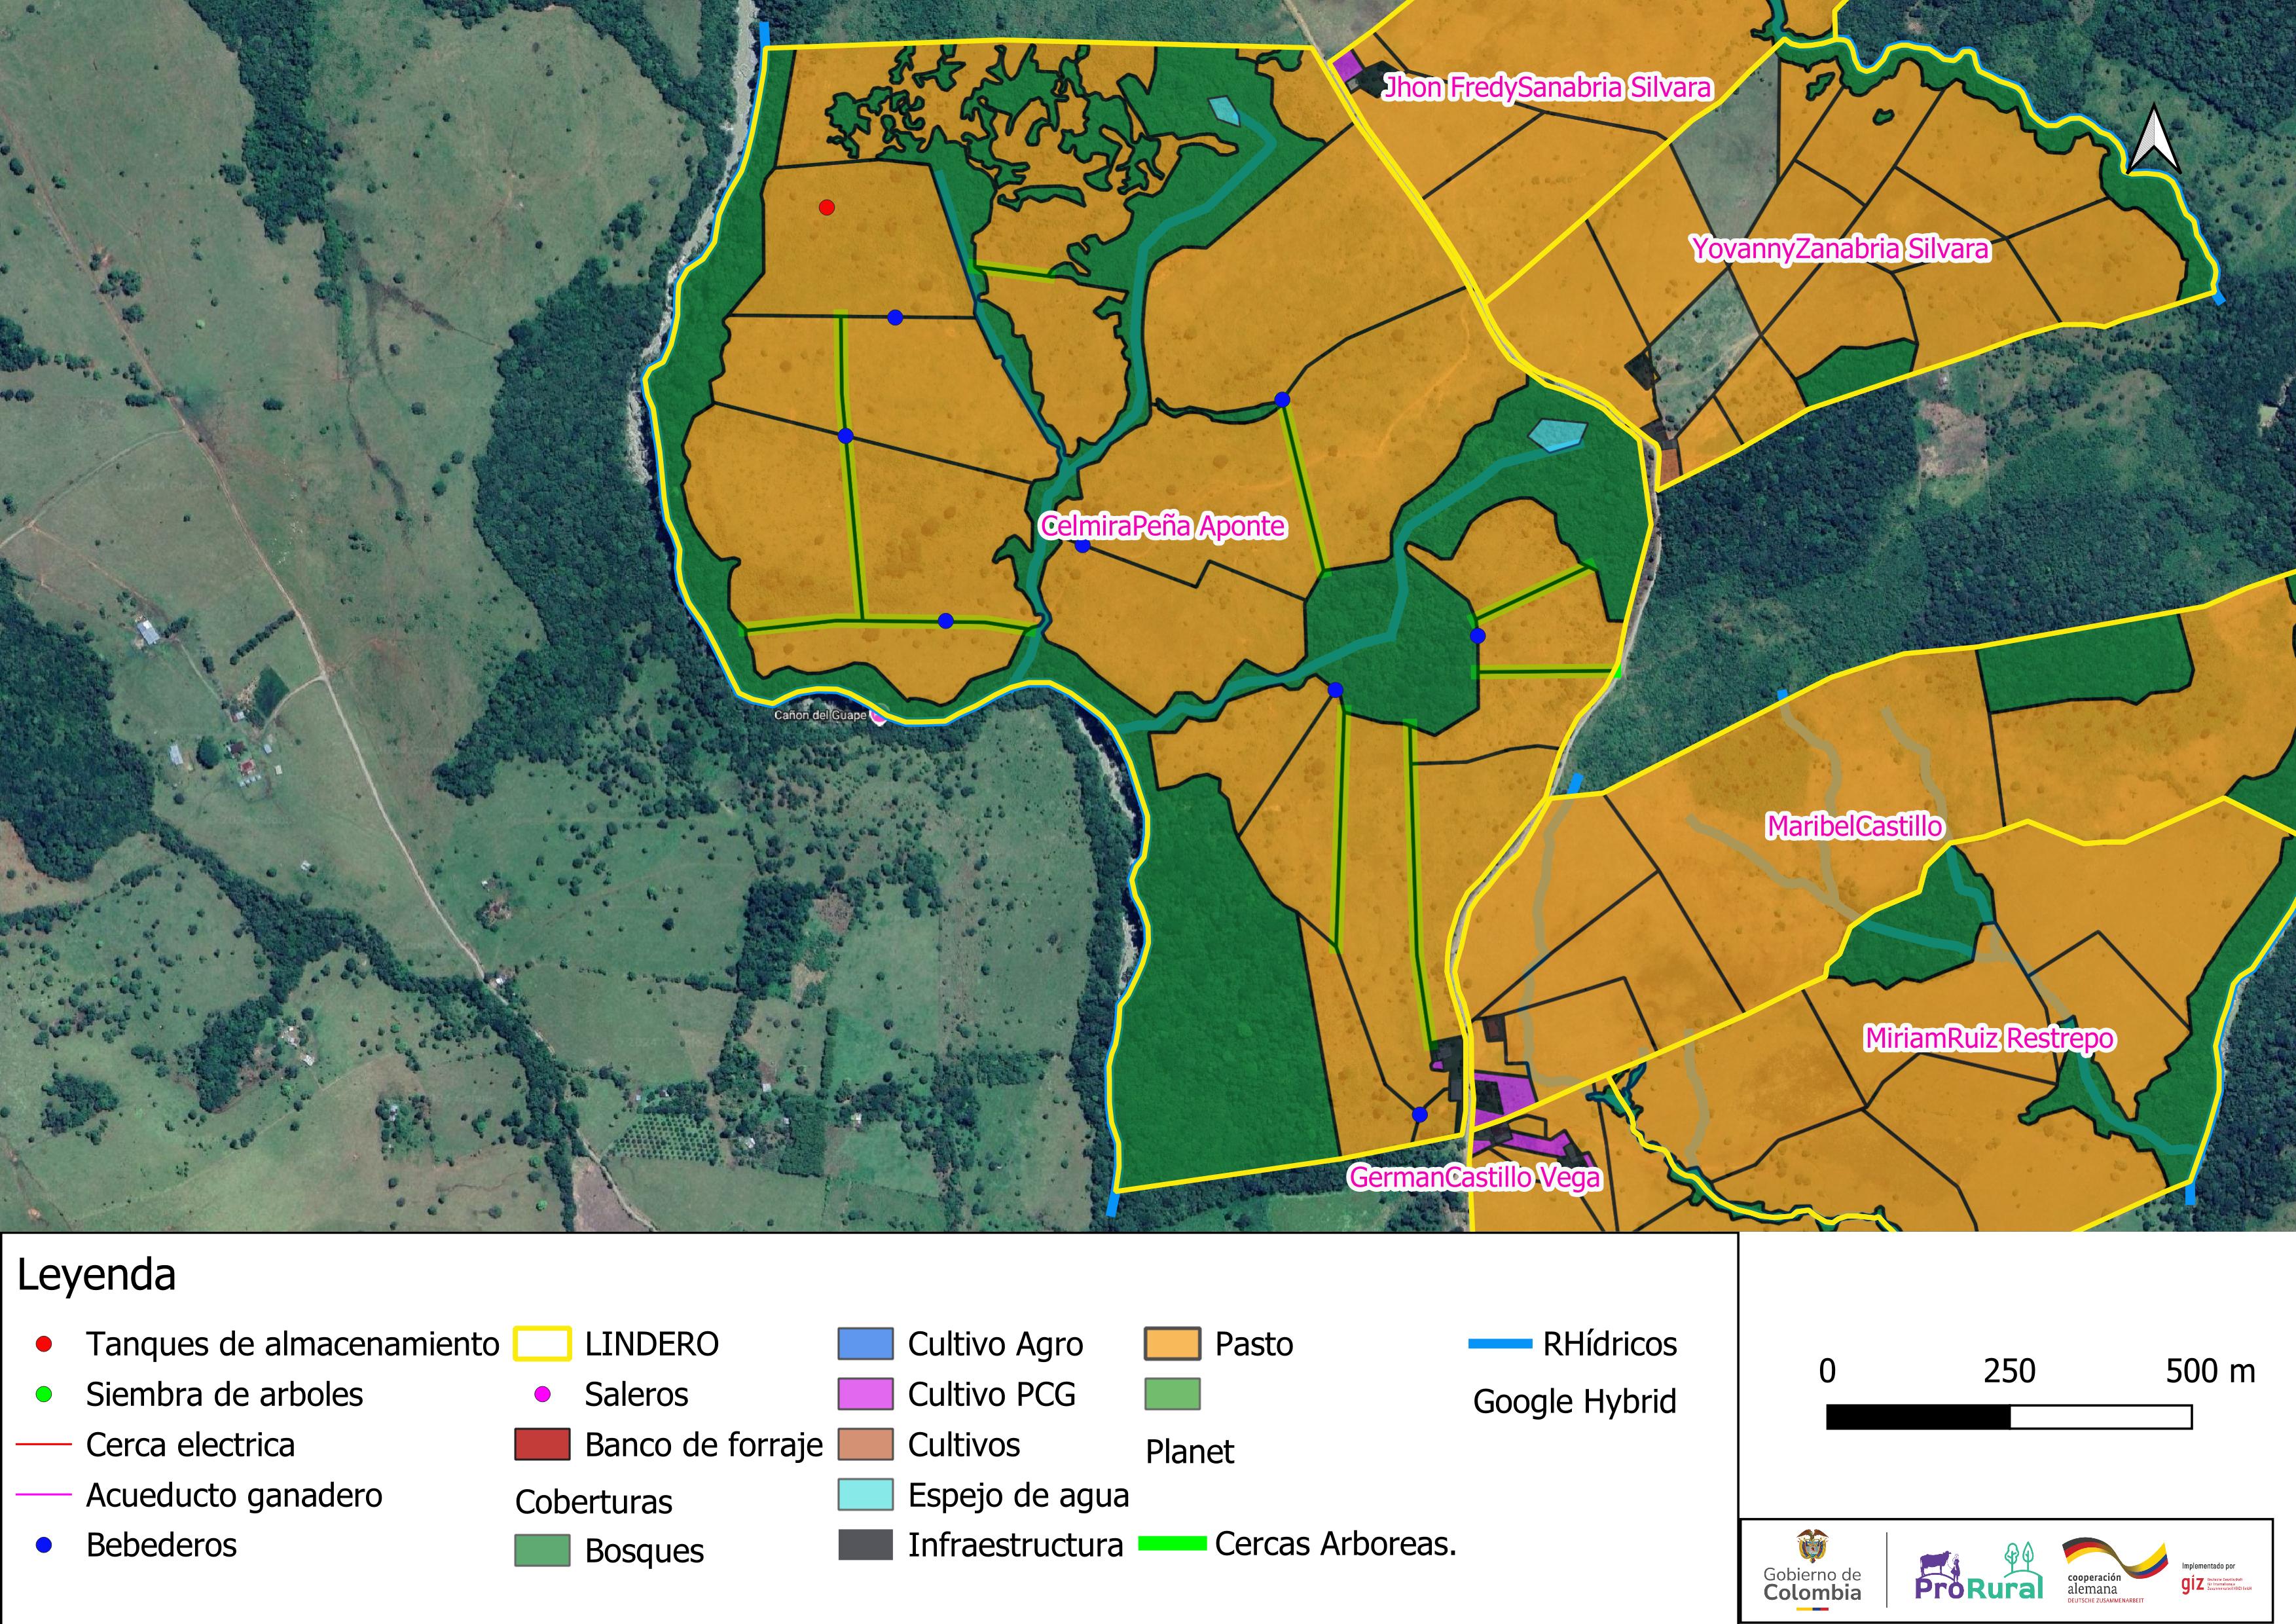 Jhon FredySanabria Silvara
YovannyZanabria Silvara
CelmiraPeña Aponte
Cañon del Guape
MaribelCastillo
MiriamRuiz Restrepo
GermanCastillo Vega
Leyenda
Tanques de almacenamiento
Siembra de arboles
Cerca electrica
Acueducto ganadero
Bebederos
LINDERO
Saleros
Banco de forraje
Coberturas
Bosques
Cultivo Agro
Cultivo PCG
Cultivos
Espejo de agua
Infraestructura
Pasto
Planet
Cercas Arboreas.
RHídricos
Google Hybrid
0 250 500 m
Gobierno de
Colombia
ProRural
cooperación
alemana
DEUTSCHE ZUSAMMENARBEIT
Implementado por
giz